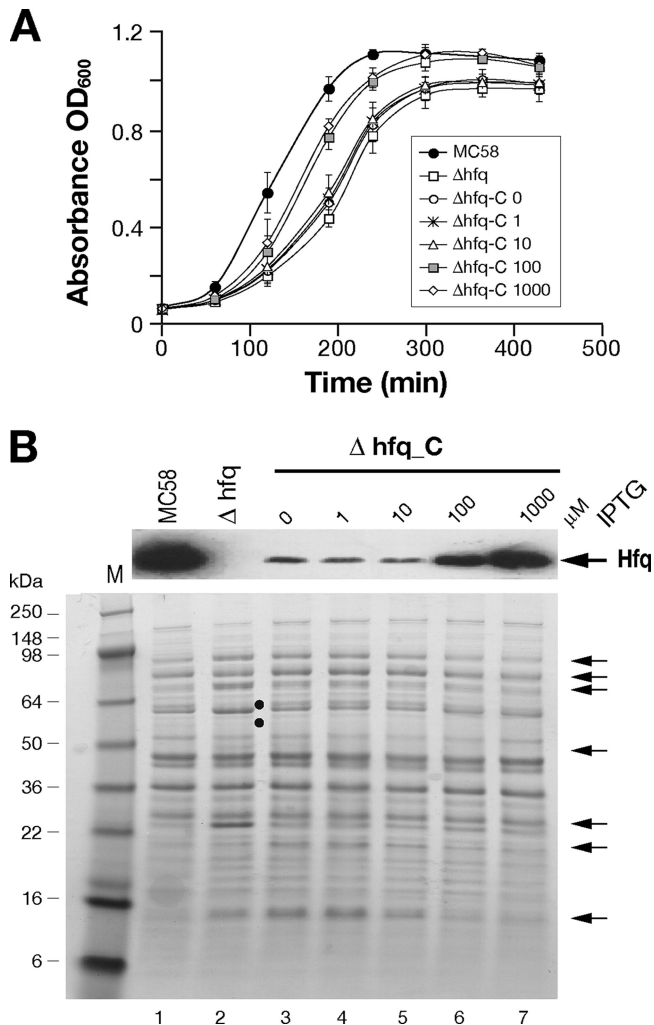 A
Absorbance OD600
1.2
0.8
0.4
0
0 100 200 300 400 500
Time (min)
MC58
Δhfq
Δhfq-C 0
Δhfq-C 1
Δhfq-C 10
Δhfq-C 100
Δhfq-C 1000
B
Δ hfq_C
MC58 Δ hfq 0 1 10 100 1000 μM IPTG
Hfq
kDa M
250
148
98
64
50
36
22
16
6
1 2 3 4 5 6 7